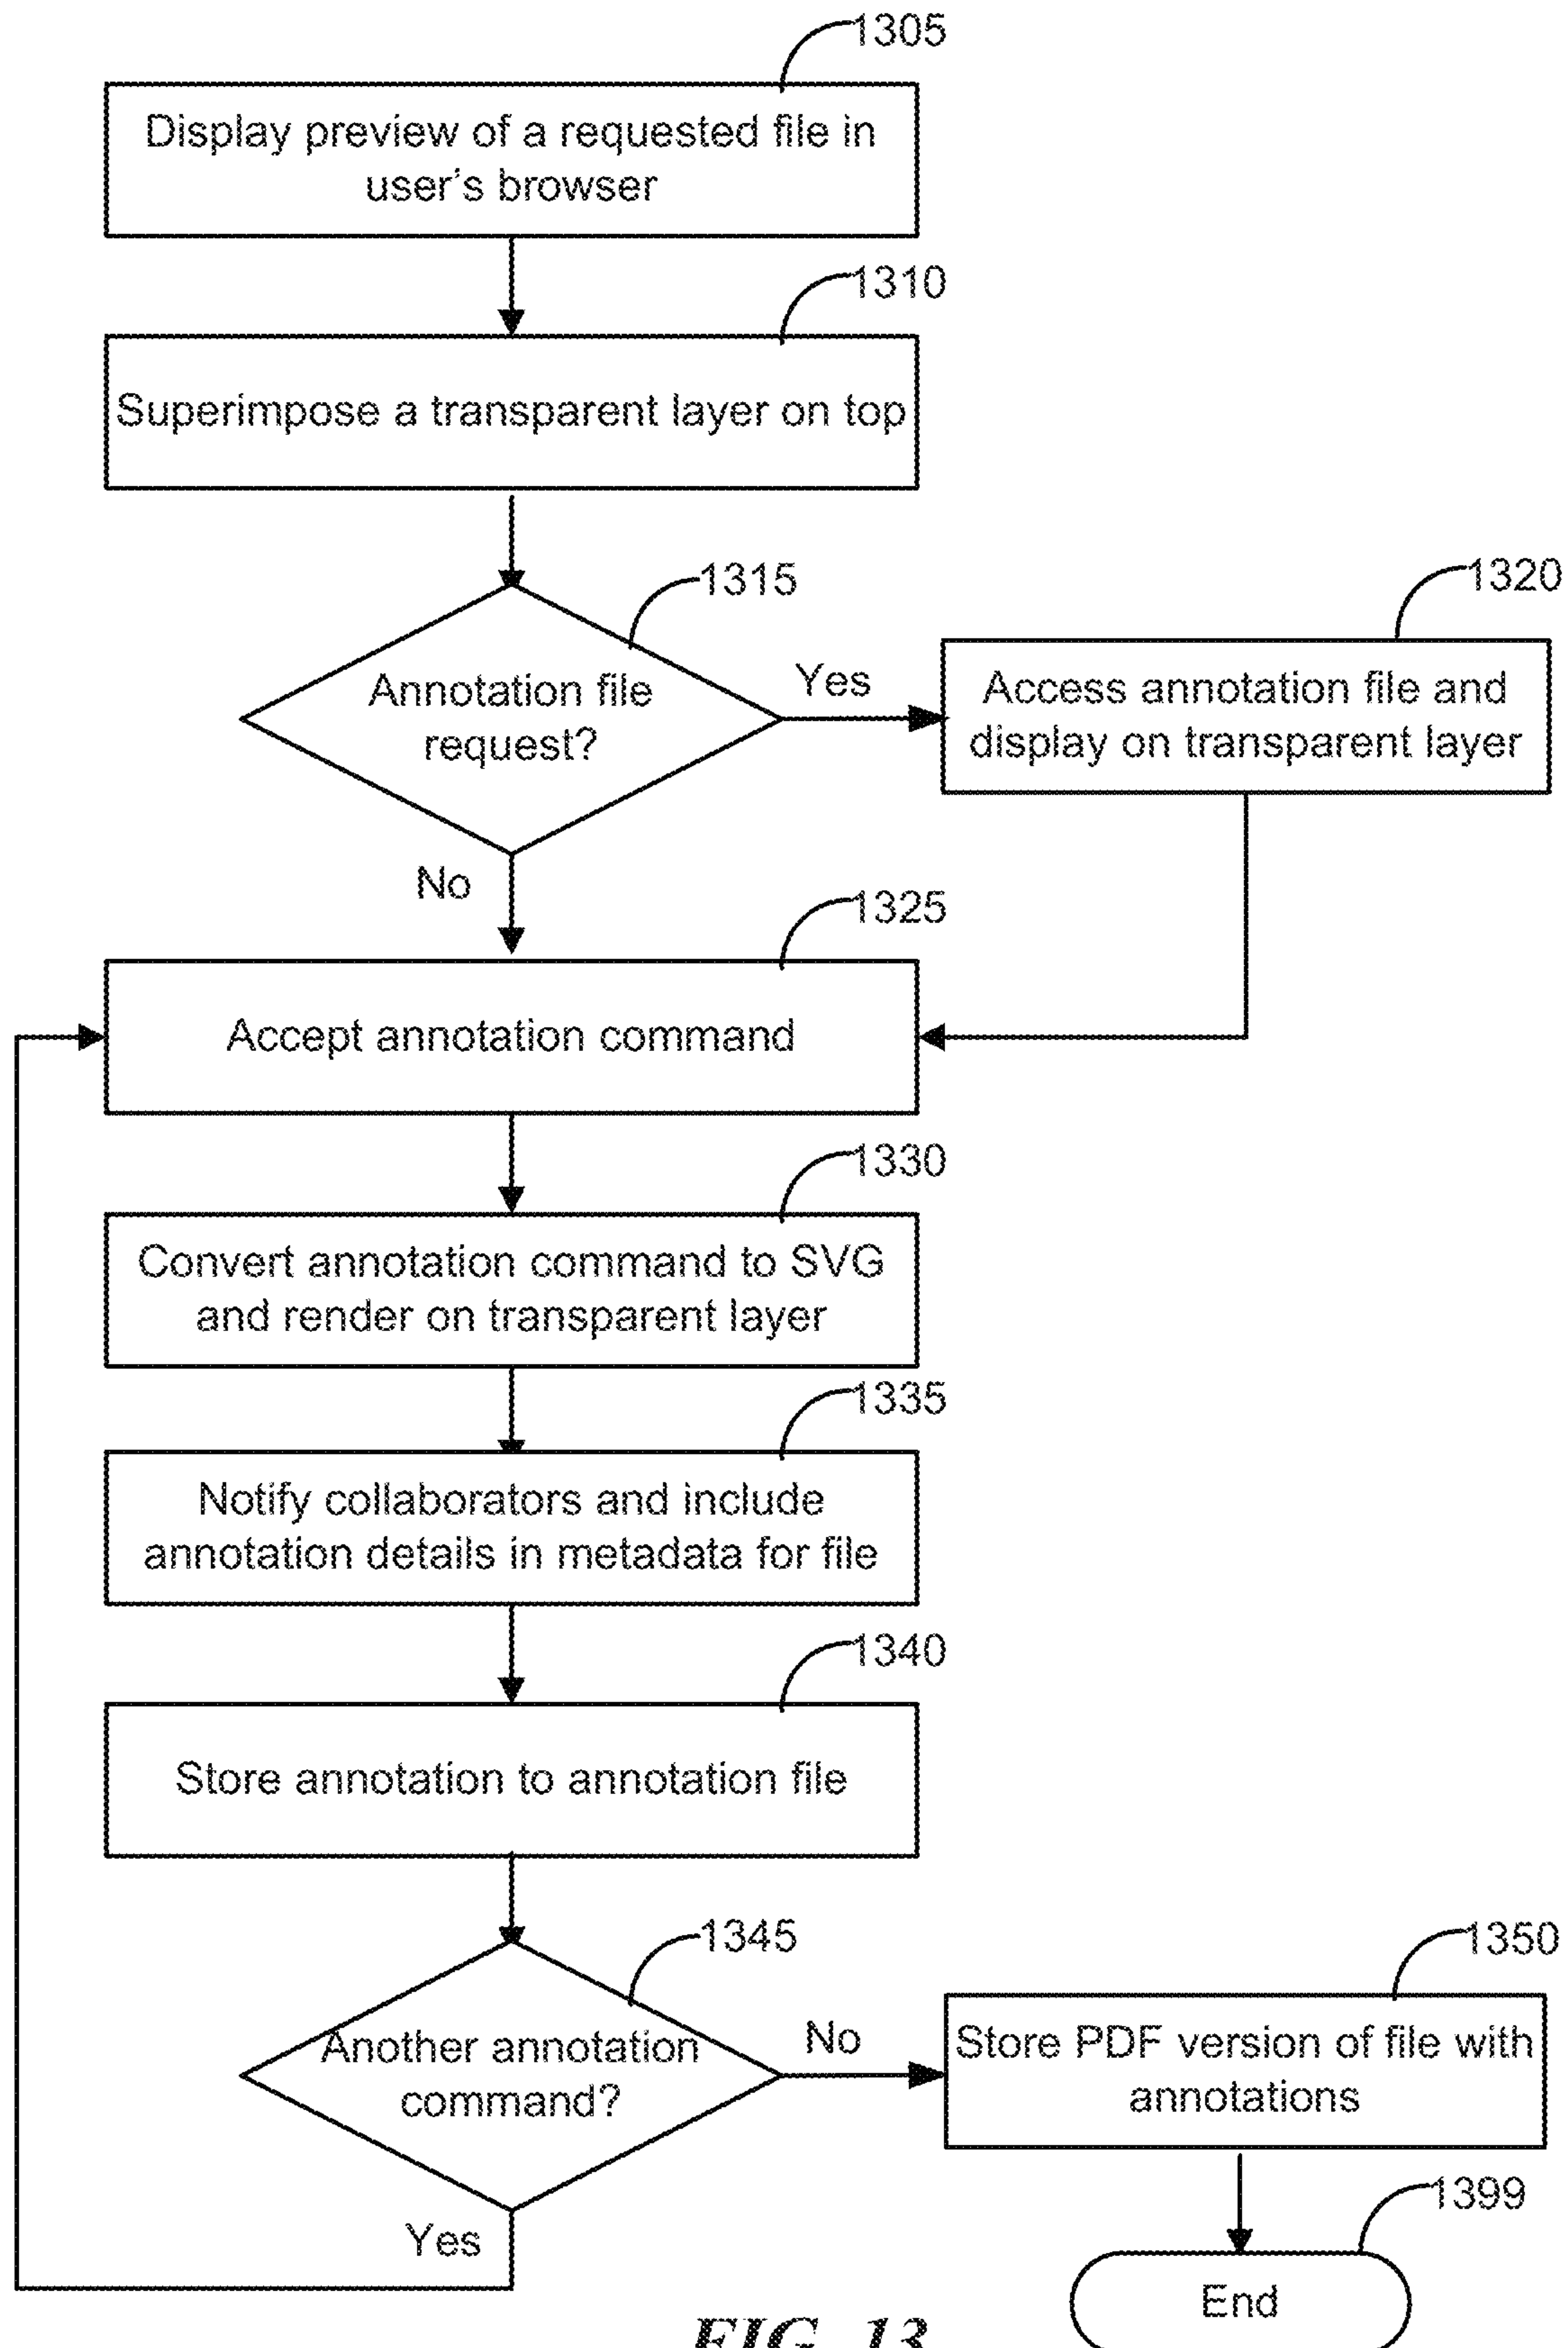 1305
Display preview of a requested file in
user's browser
1310
Superimpose a transparent layer on top
1315
Annotation file
request?
Yes
1320
Access annotation file and
display on transparent layer
No
1325
Accept annotation command
1330
Convert annotation command to SVG
and render on transparent layer
1335
Notify collaborators and include
annotation details in metadata for file
1340
Store annotation to annotation file
1345
Another annotation
command?
No
1350
Store PDF version of file with
annotations
Yes
1399
End
FIG. 13